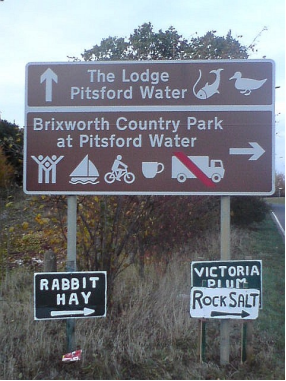 The Lodge
Pitsford Water
Brixworth Country Park
at Pitsford Water
RABBIT
HAY
VICTORIA
PLUM
ROCK SALT